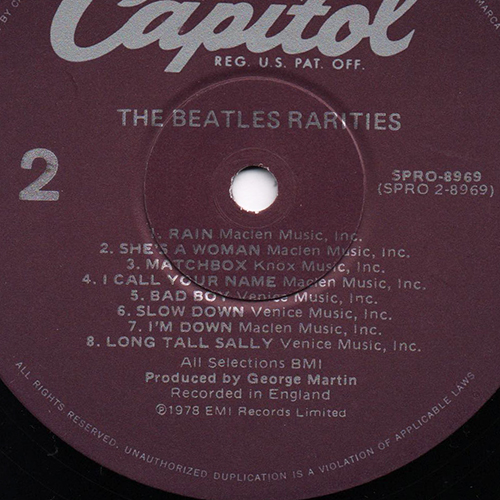 Capitol
REG. U.S. PAT. OFF.
THE BEATLES RARITIES
2
SPRO-8969
(SPRO 2-8969)
1. RAIN Maclen Music, Inc.
2. SHE'S A WOMAN Maclen Music, Inc.
3. MATCHBOX Knox Music, Inc.
4. I CALL YOUR NAME Maclen Music, Inc.
5. BAD BOY Venice Music, Inc.
6. SLOW DOWN Venice Music, Inc.
7. I'M DOWN Maclen Music, Inc.
8. LONG TALL SALLY Venice Music, Inc.
All Selections BMI
Produced by George Martin
Recorded in England
℗1978 EMI Records Limited
ALL RIGHTS RESERVED. UNAUTHORIZED DUPLICATION IS A VIOLATION OF APPLICABLE LAWS